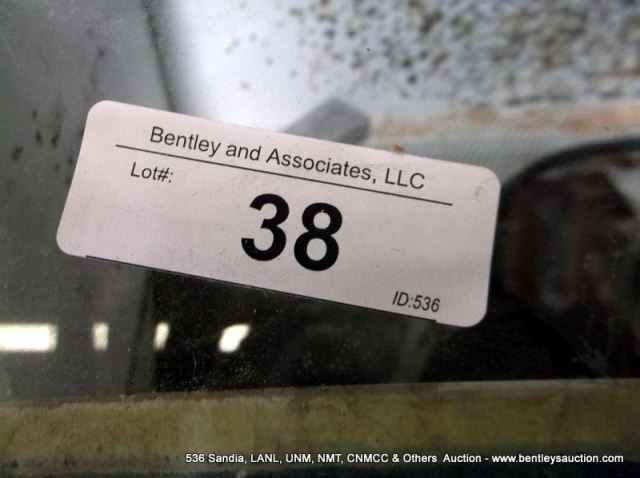 Bentley and Associates, LLC
Lot#:
38
ID:536
536 Sandia, LANL, UNM, NMT, CNMCC & Others Auction - www.bentleysauction.com